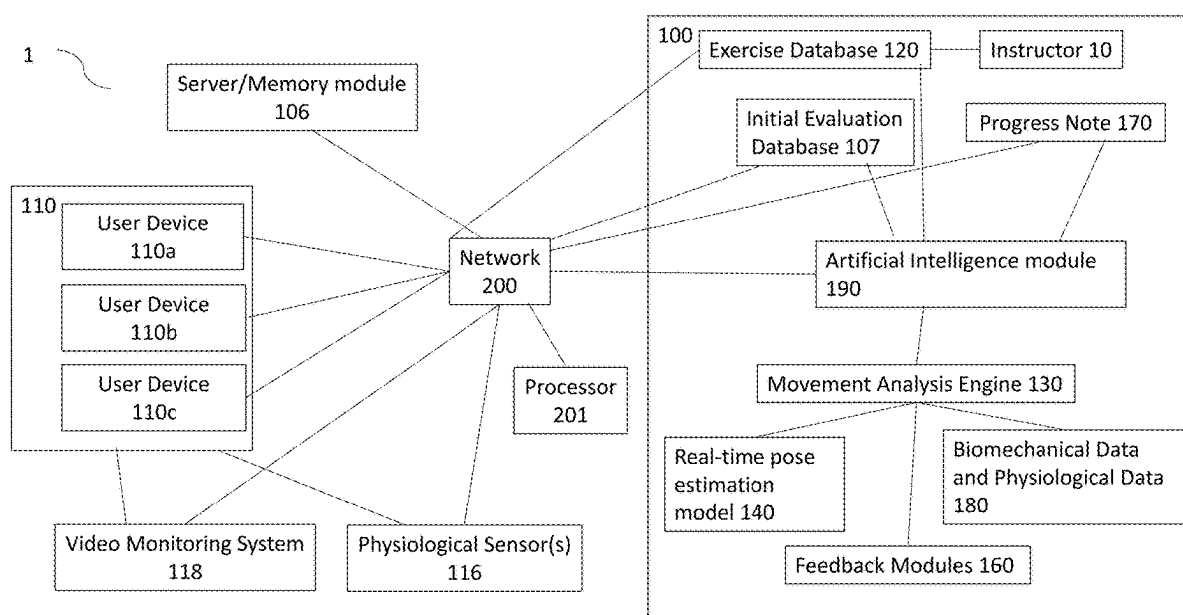 1
Server/Memory module
106
110
User Device
110a
User Device
110b
User Device
110c
Network
200
Processor
201
Video Monitoring System
118
Physiological Sensor(s)
116
100
Exercise Database 120
Instructor 10
Initial Evaluation
Database 107
Progress Note 170
Artificial Intelligence module
190
Movement Analysis Engine 130
Real-time pose
estimation
model 140
Biomechanical Data
and Physiological Data
180
Feedback Modules 160